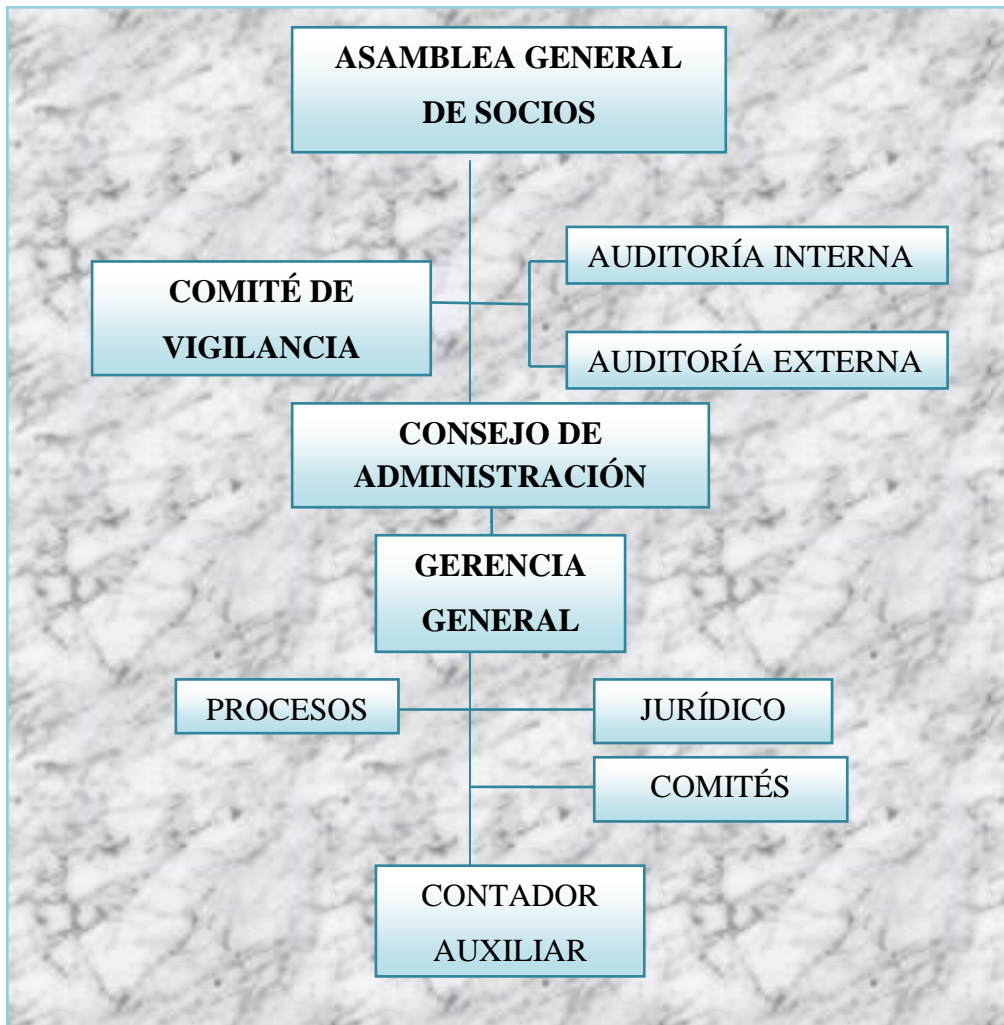 ASAMBLEA GENERAL
DE SOCIOS
AUDITORÍA INTERNA
COMITÉ DE
VIGILANCIA
AUDITORÍA EXTERNA
CONSEJO DE
ADMINISTRACIÓN
GERENCIA
GENERAL
PROCESOS
JURÍDICO
COMITÉS
CONTADOR
AUXILIAR